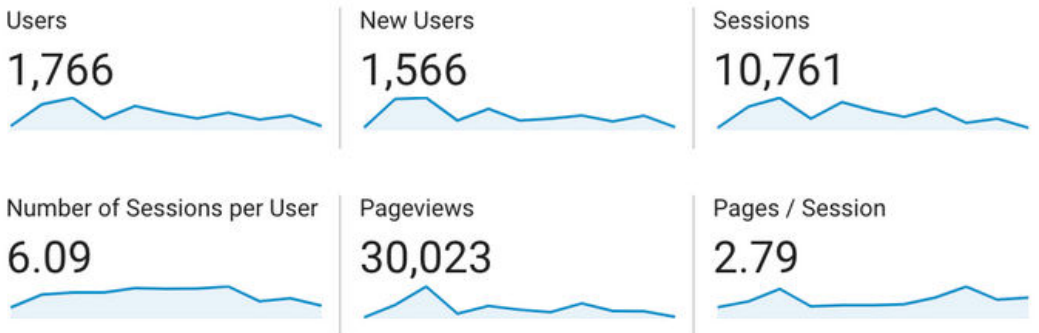 Users
New Users
Sessions
1,766
1,566
10,761
Number of Sessions per User
Pageviews
Pages / Session
6.09
30,023
2.79